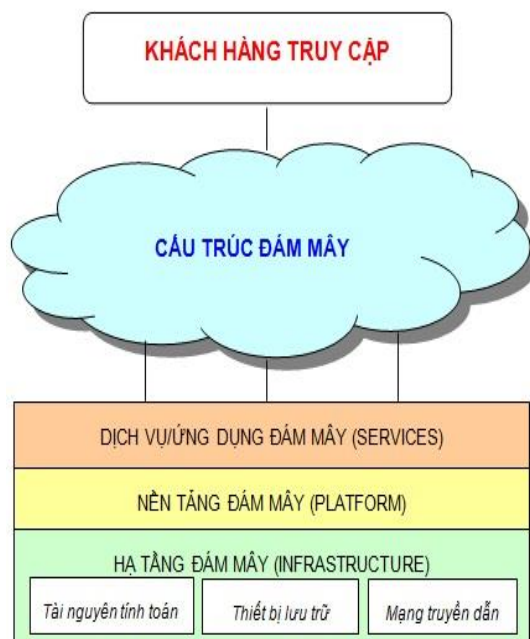 KHÁCH HÀNG TRUY CẬP
CẤU TRÚC ĐÁM MÂY
DỊCH VỤ/ỨNG DỤNG ĐÁM MÂY (SERVICES)
NỀN TẢNG ĐÁM MÂY (PLATFORM)
HẠ TẦNG ĐÁM MÂY (INFRASTRUCTURE)
Tài nguyên tính toán
Thiết bị lưu trữ
Mạng truyền dẫn